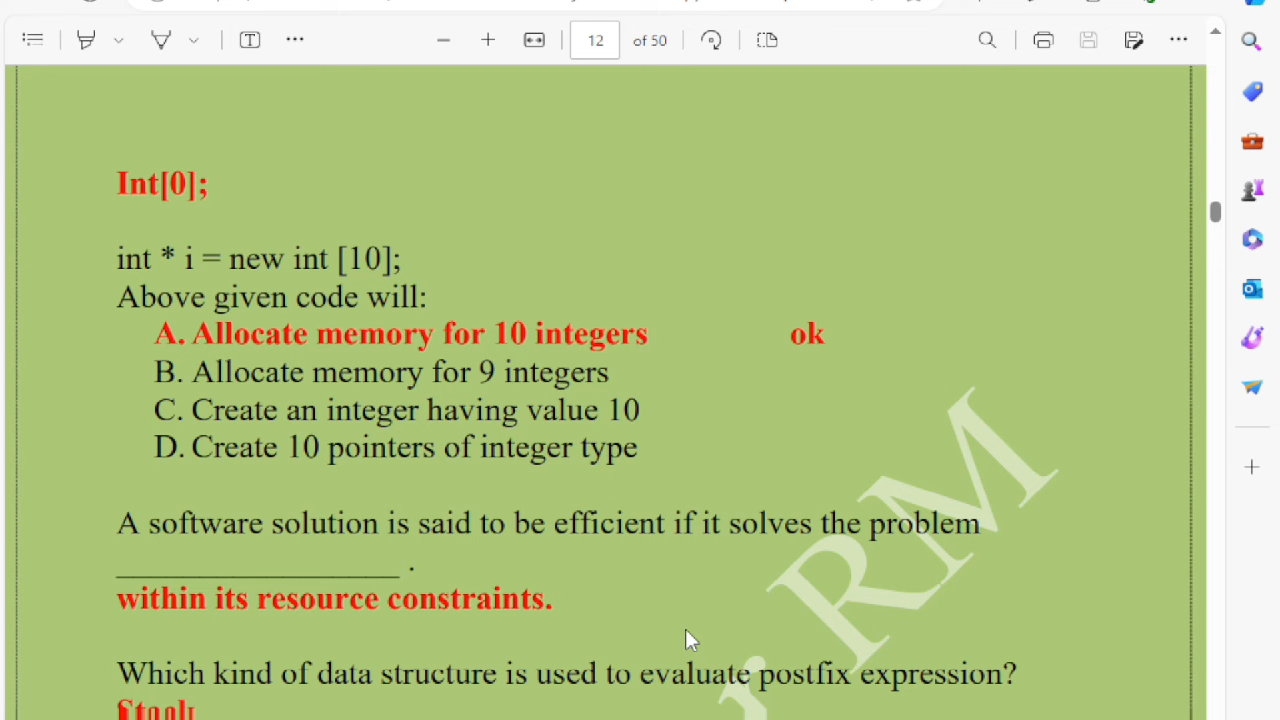 12 of 50
Int[0];
int * i = new int [10];
Above given code will:
A. Allocate memory for 10 integers ok
B. Allocate memory for 9 integers
C. Create an integer having value 10
D. Create 10 pointers of integer type
A software solution is said to be efficient if it solves the problem
__________________ .
within its resource constraints.
Which kind of data structure is used to evaluate postfix expression?
RM